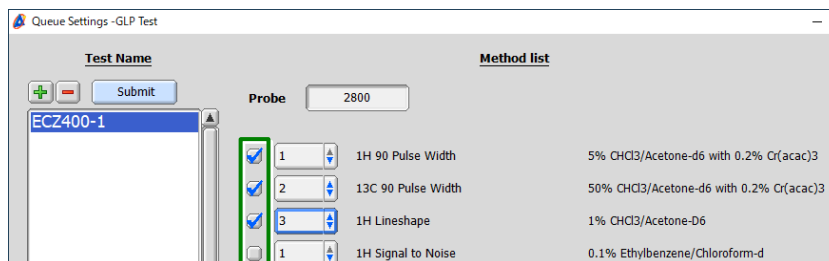 Queue Settings -GLP Test
Test Name
Method list
Submit
Probe 2800
ECZ400-1
1 1H 90 Pulse Width 5% CHCl3/Acetone-d6 with 0.2% Cr(acac)3
2 13C 90 Pulse Width 50% CHCl3/Acetone-d6 with 0.2% Cr(acac)3
3 1H Lineshape 1% CHCl3/Acetone-D6
1 1H Signal to Noise 0.1% Ethylbenzene/Chloroform-d